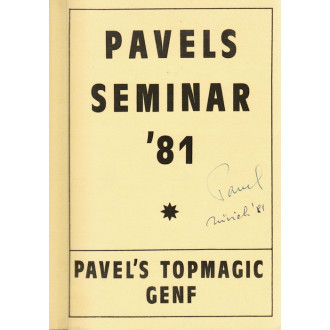 PAVELS
SEMINAR
'81
Pavel
Zürich '81
PAVEL'S TOPMAGIC
GENF